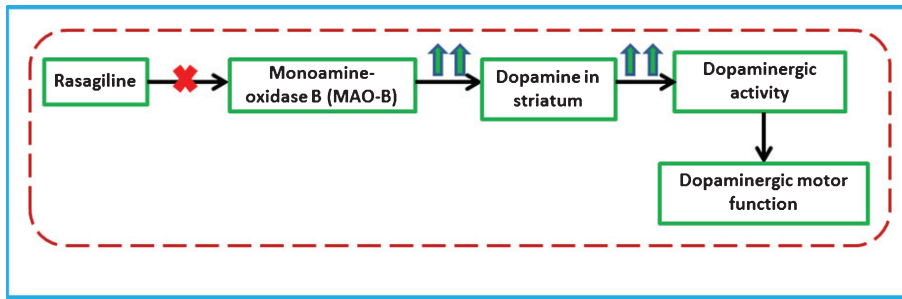 Rasagiline
Monoamine-
oxidase B (MAO-B)
Dopamine in
striatum
Dopaminergic
activity
Dopaminergic motor
function